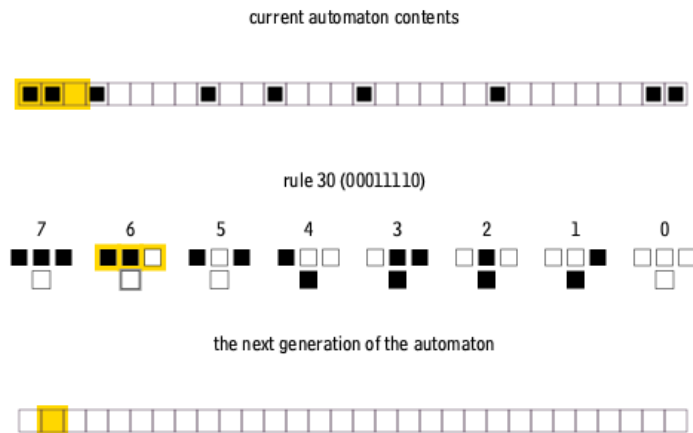 current automaton contents
rule 30 (00011110)
7 6 5 4 3 2 1 0
the next generation of the automaton